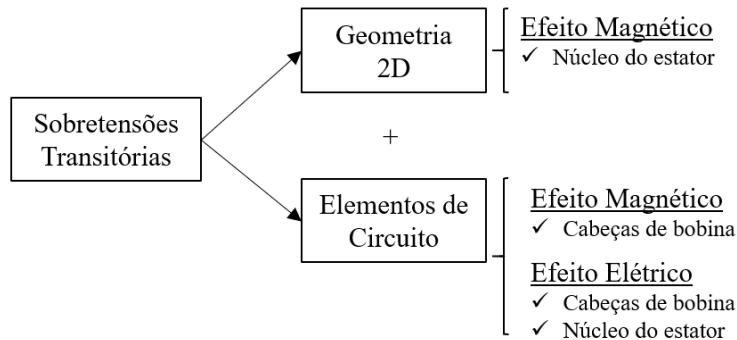 Sobretensões
Transitórias
Geometria
2D
Efeito Magnético
✓ Núcleo do estator
+
Elementos de
Circuito
Efeito Magnético
✓ Cabeças de bobina
Efeito Elétrico
✓ Cabeças de bobina
✓ Núcleo do estator